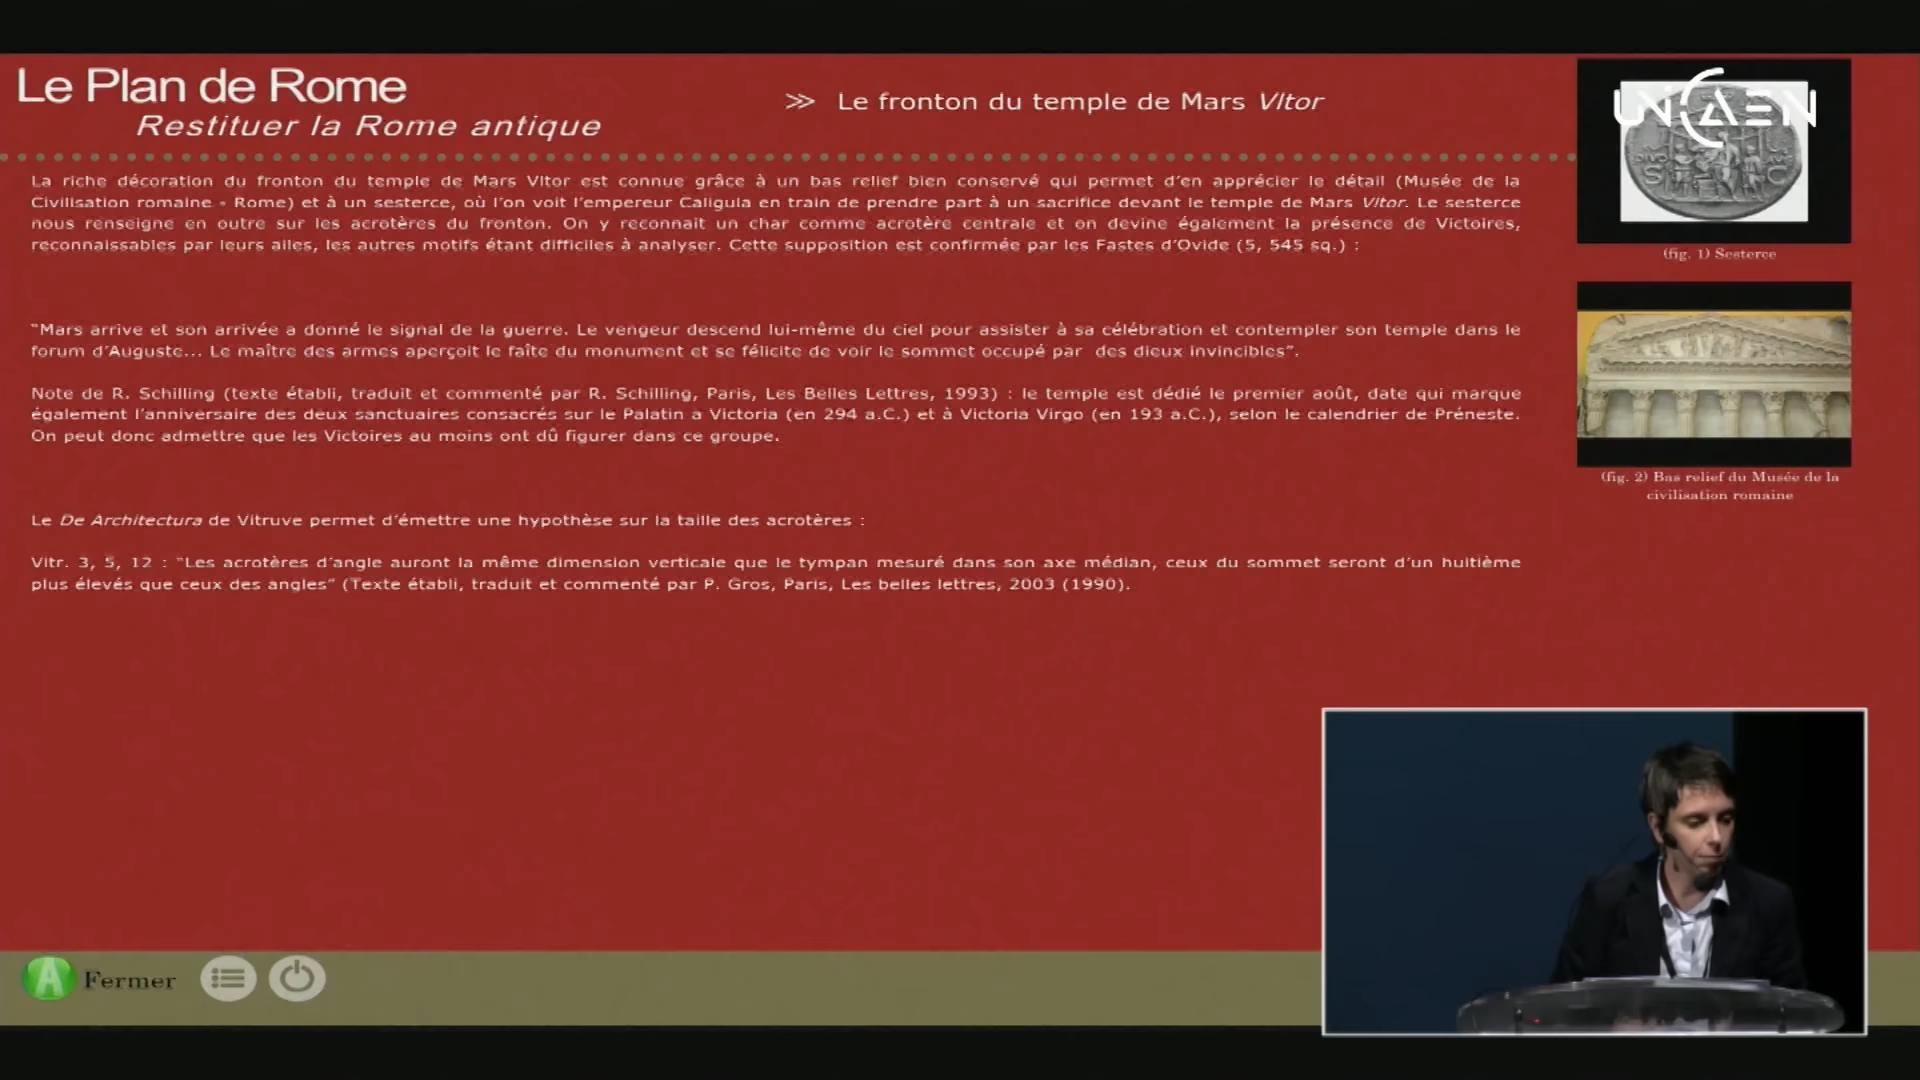 Le Plan de Rome
Restituer la Rome antique
>> Le fronton du temple de Mars Vltor
UNICAEN
La riche décoration du fronton du temple de Mars Vltor est connue grâce à un bas relief bien conservé qui permet d'en apprécier le détail (Musée de la
Civilisation romaine - Rome) et à un sesterce, où l'on voit l'empereur Caligula en train de prendre part à un sacrifice devant le temple de Mars Vltor. Le sesterce
nous renseigne en outre sur les acrotères du fronton. On y reconnait un char comme acrotère centrale et on devine également la présence de Victoires,
reconnaissables par leurs ailes, les autres motifs étant difficiles à analyser. Cette supposition est confirmée par les Fastes d'Ovide (5, 545 sq.) :
"Mars arrive et son arrivée a donné le signal de la guerre. Le vengeur descend lui-même du ciel pour assister à sa célébration et contempler son temple dans le
forum d'Auguste... Le maître des armes aperçoit le faîte du monument et se félicite de voir le sommet occupé par des dieux invincibles".
Note de R. Schilling (texte établi, traduit et commenté par R. Schilling, Paris, Les Belles Lettres, 1993) : le temple est dédié le premier août, date qui marque
également l'anniversaire des deux sanctuaires consacrés sur le Palatin a Victoria (en 294 a.C.) et à Victoria Virgo (en 193 a.C.), selon le calendrier de Préneste.
On peut donc admettre que les Victoires au moins ont dû figurer dans ce groupe.
Le De Architectura de Vitruve permet d'émettre une hypothèse sur la taille des acrotères :
Vitr. 3, 5, 12 : "Les acrotères d'angle auront la même dimension verticale que le tympan mesuré dans son axe médian, ceux du sommet seront d'un huitième
plus élevés que ceux des angles" (Texte établi, traduit et commenté par P. Gros, Paris, Les belles lettres, 2003 (1990).
DIVO
S C
(fig. 1) Sesterce
(fig. 2) Bas relief du Musée de la
civilisation romaine
A Fermer